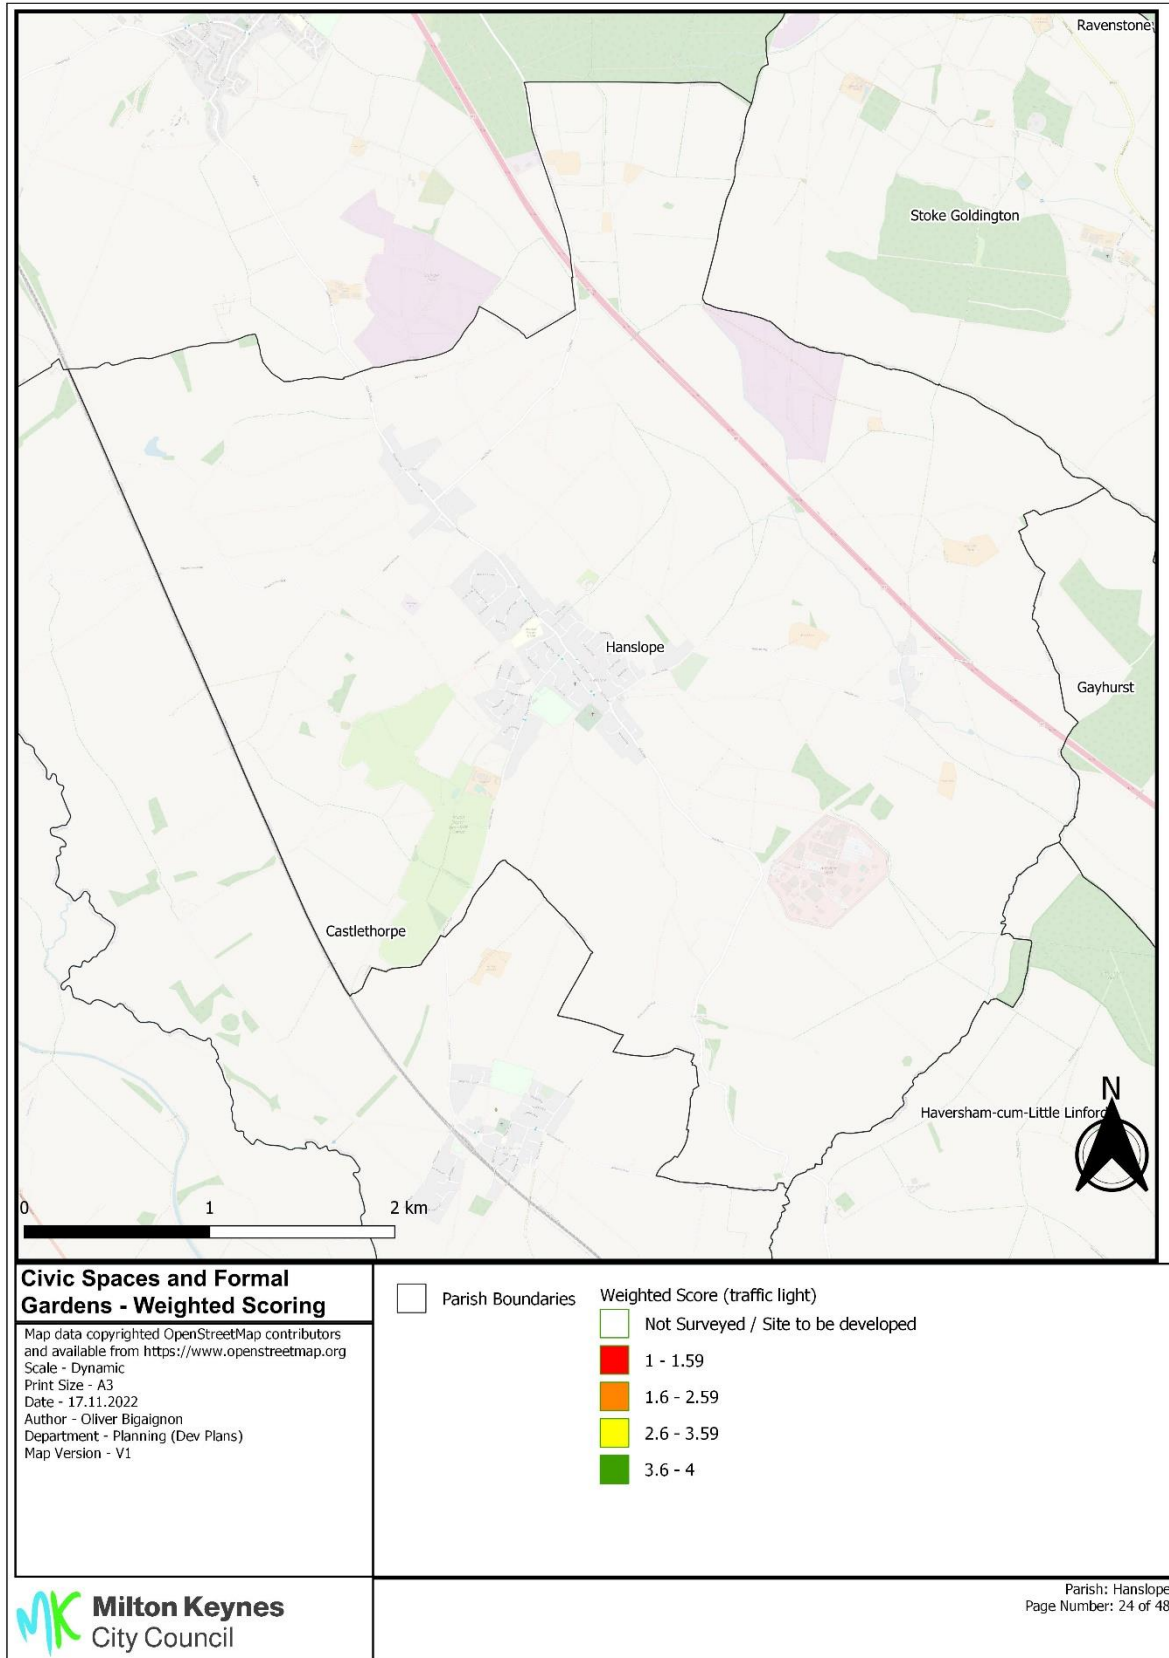 Ravenstone
Stoke Goldington
Hanslope
Gayhurst
Castlethorpe
Haversham-cum-Little Linford
N
0 1 2 km
Civic Spaces and Formal
Gardens - Weighted Scoring
Map data copyrighted OpenStreetMap contributors
and available from https://www.openstreetmap.org
Scale - Dynamic
Print Size - A3
Date - 17.11.2022
Author - Oliver Bigaignon
Department - Planning (Dev Plans)
Map Version - V1
Parish Boundaries
Weighted Score (traffic light)
Not Surveyed / Site to be developed
1 - 1.59
1.6 - 2.59
2.6 - 3.59
3.6 - 4
MK Milton Keynes
City Council
Parish: Hanslope
Page Number: 24 of 48